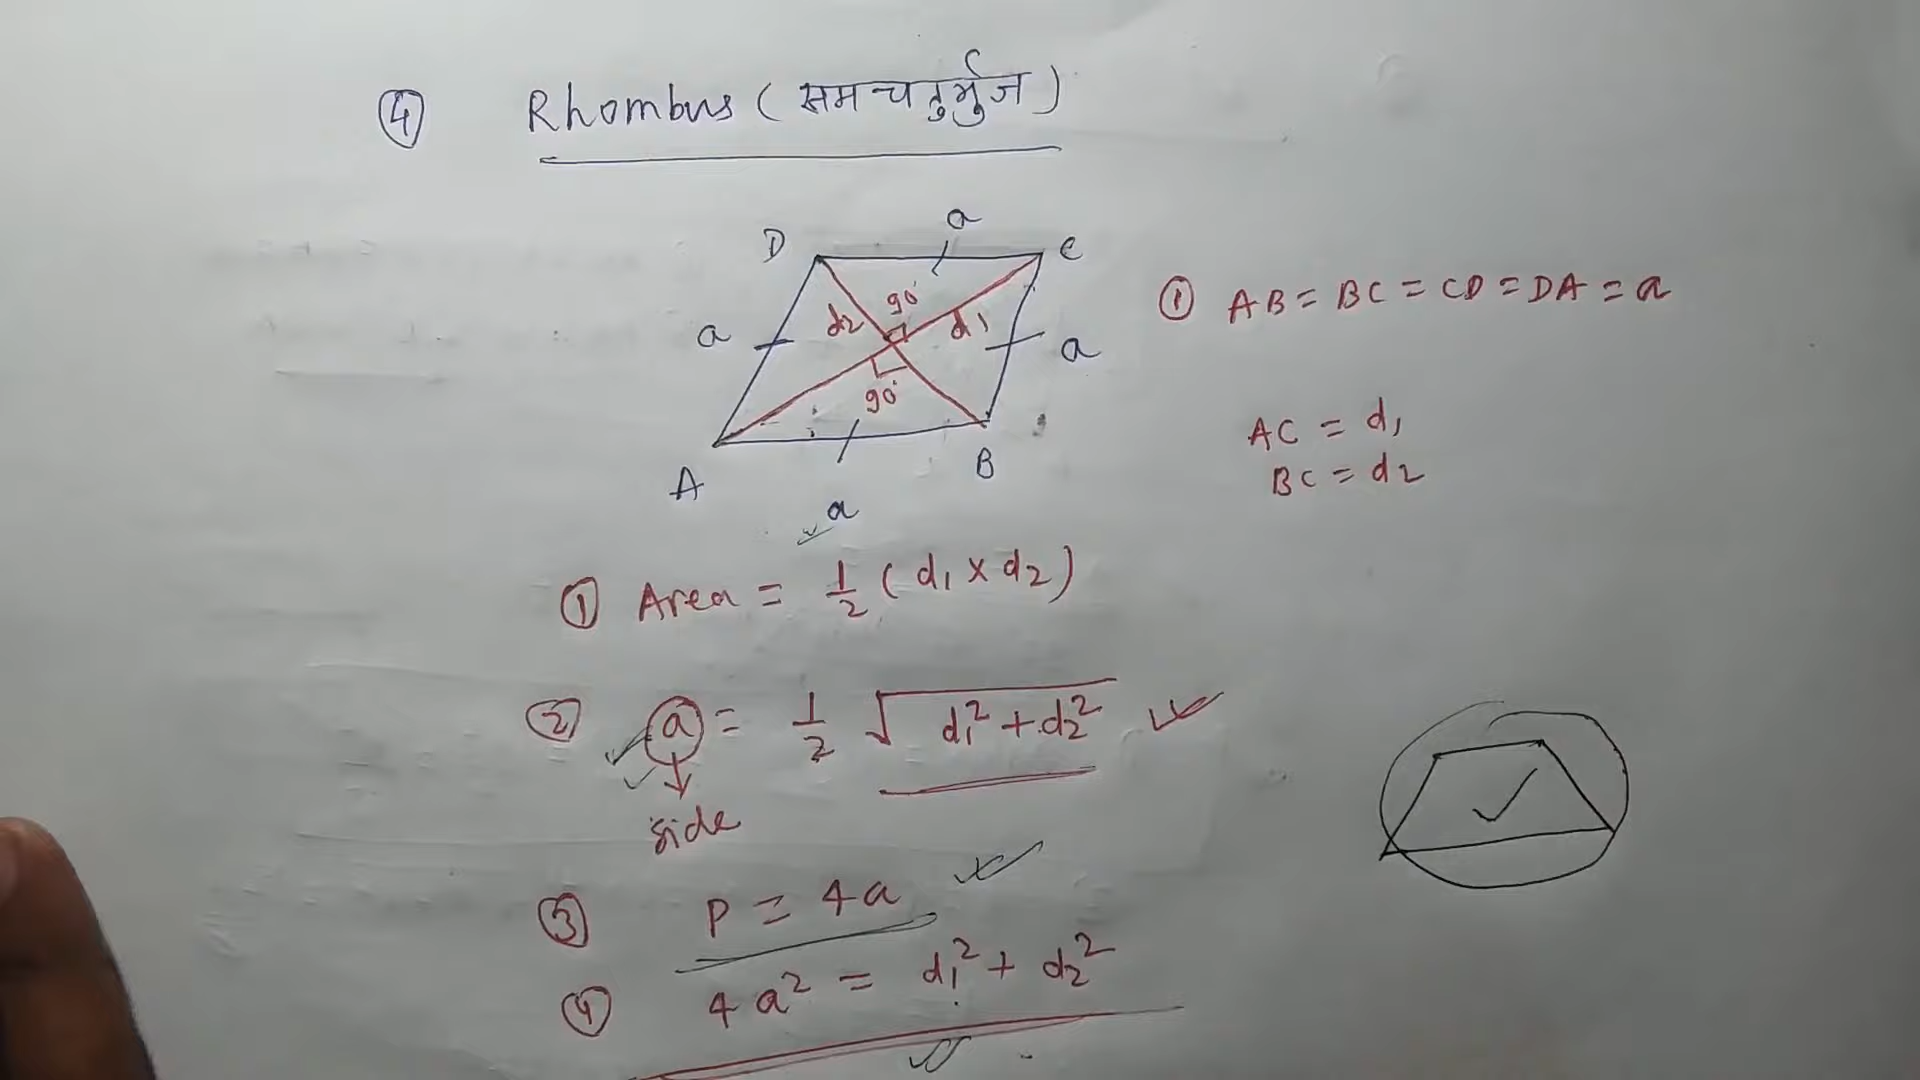 ④ Rhombus (समचतुर्भुज)
D a C
90°
d2 d1
a a
90°
A B
a
① AB = BC = CD = DA = a
AC = d₁
BC = d₂
① Area = 1/2 (d₁ x d₂)
② a = 1/2 √(d₁² + d₂²)
side
③ P = 4a
④ 4a² = d₁² + d₂²